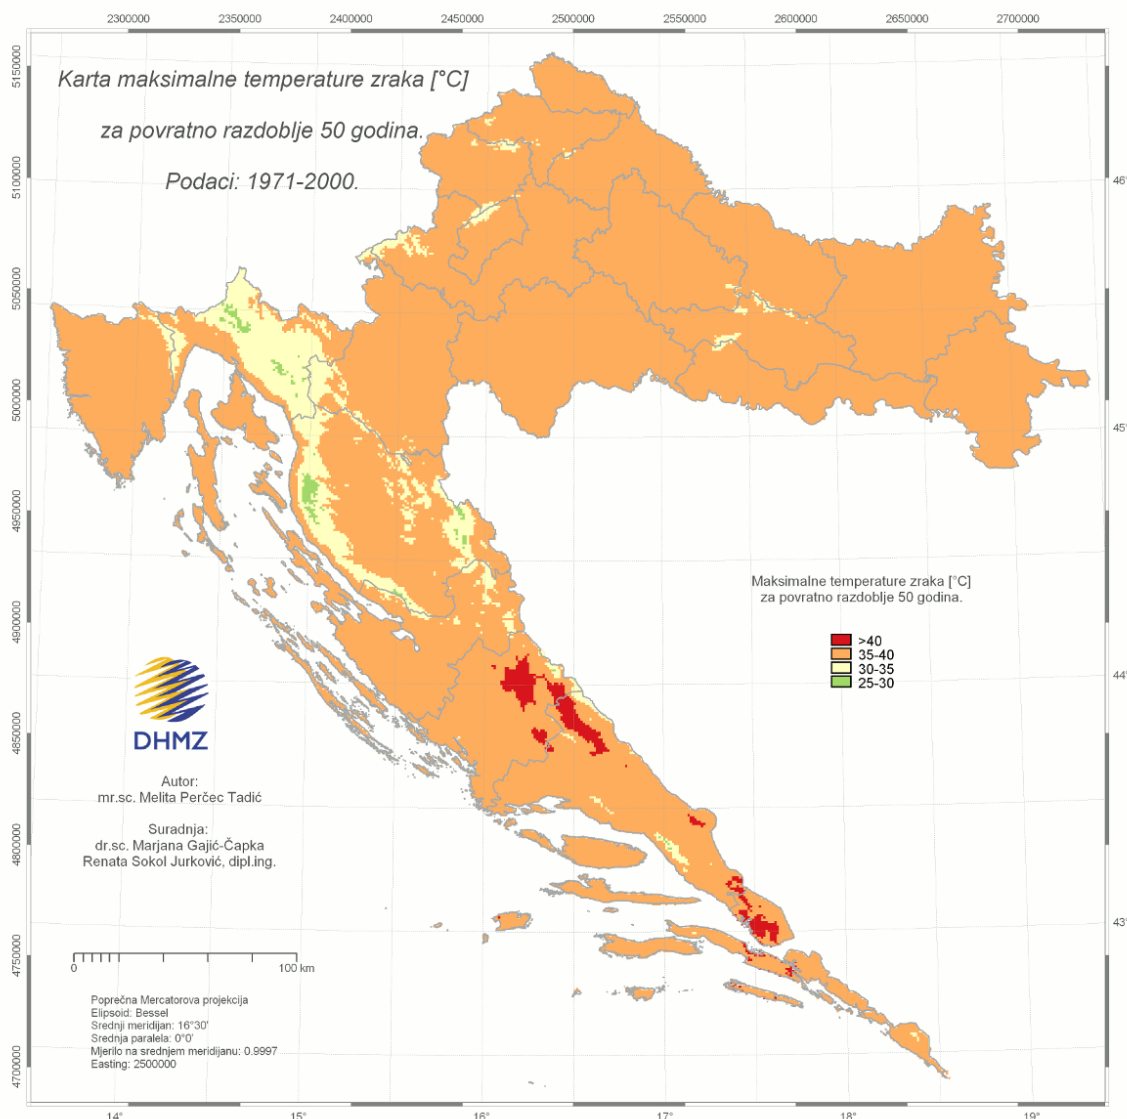 2300000 2350000 2400000 2450000 2500000 2550000 2600000 2650000 2700000
Karta maksimalne temperature zraka [°C]
za povratno razdoblje 50 godina.
Podaci: 1971-2000.
5150000
5100000
5050000
5000000
4950000
4900000
4850000
4800000
4750000
4700000
46°
45°
44°
43°
Maksimalne temperature zraka [°C]
za povratno razdoblje 50 godina.
>40
35-40
30-35
25-30
DHMZ
Autor:
mr.sc. Melita Perčec Tadić
Suradnja:
dr.sc. Marjana Gajić-Čapka
Renata Sokol Jurković, dipl.ing.
0 100 km
Poprečna Mercatorova projekcija
Elipsoid: Bessel
Srednji meridijan: 16°30'
Srednja paralela: 0°0'
Mjerilo na srednjem meridijanu: 0.9997
Easting: 2500000
14° 15° 16° 17° 18° 19°